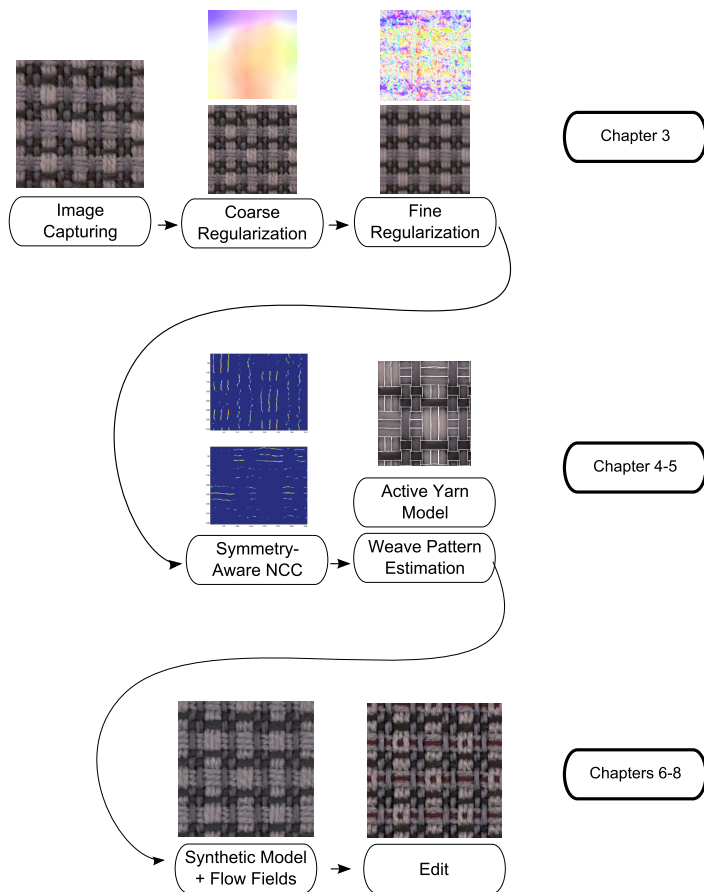 Chapter 3
Image
Capturing
Coarse
Regularization
Fine
Regularization
Chapter 4-5
Active Yarn
Model
Symmetry-
Aware NCC
Weave Pattern
Estimation
Chapters 6-8
Synthetic Model
+ Flow Fields
Edit